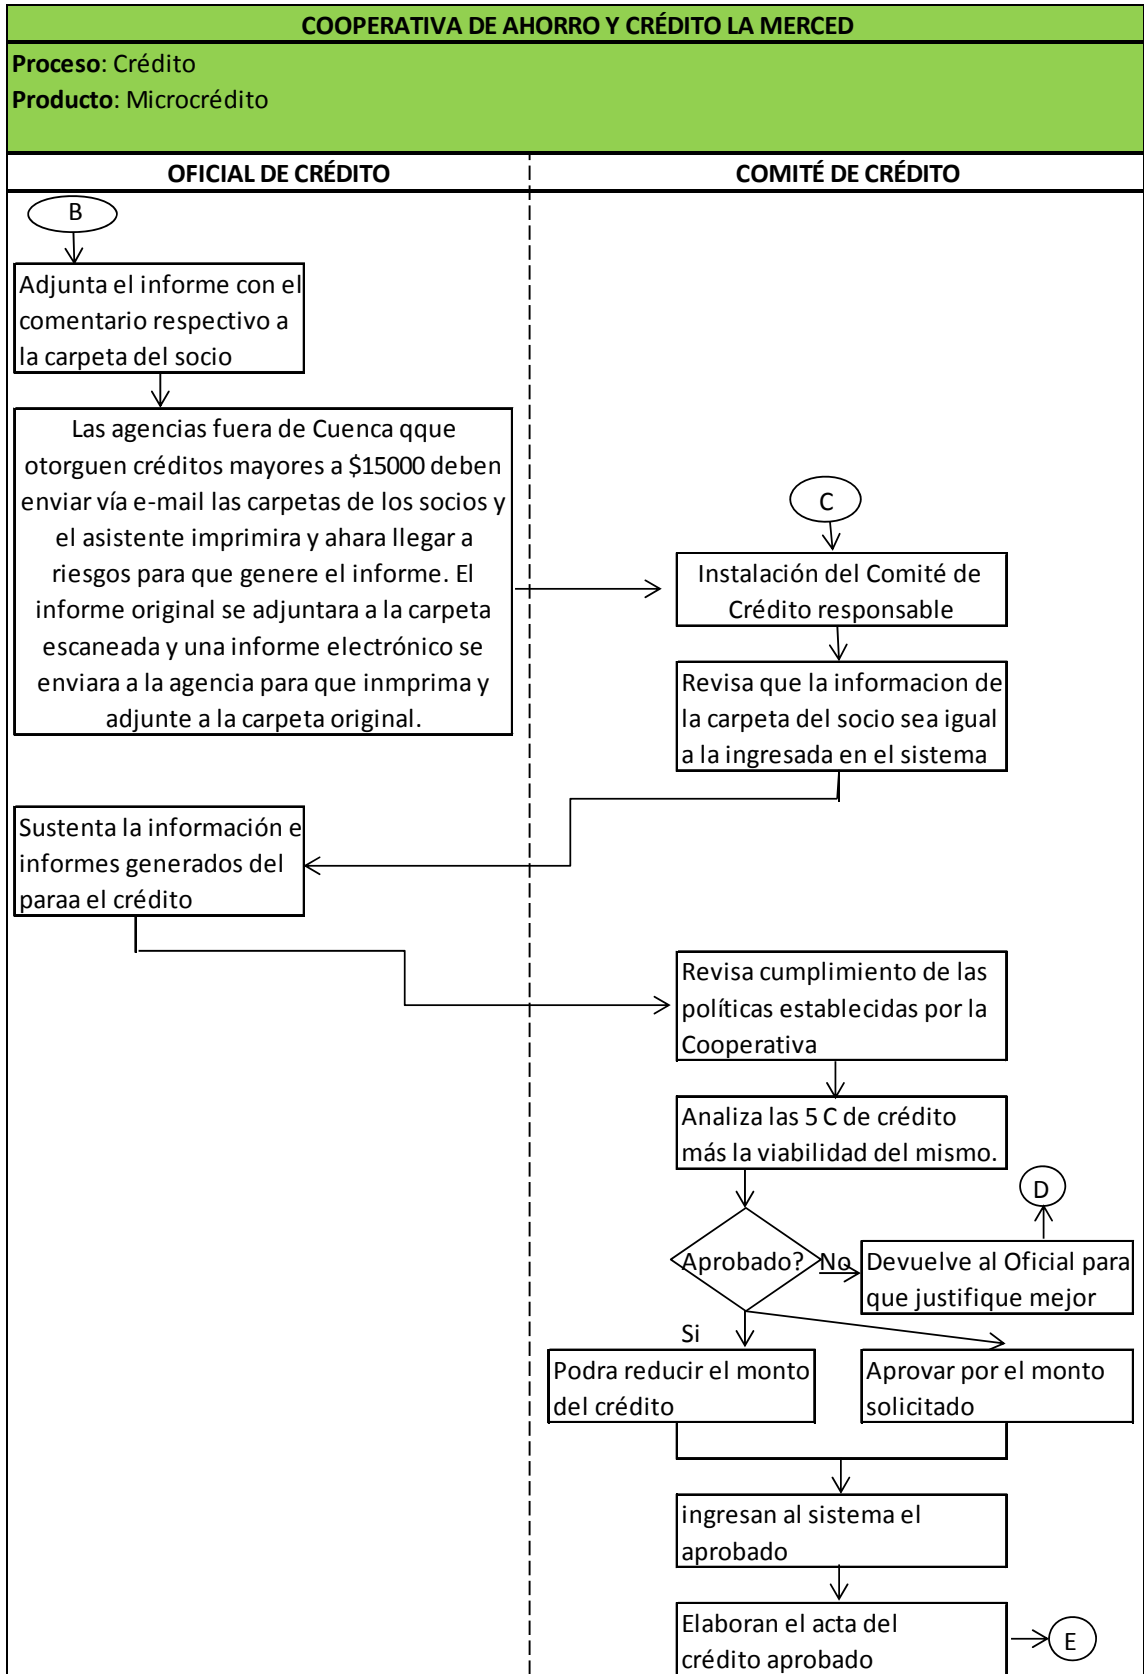 COOPERATIVA DE AHORRO Y CRÉDITO LA MERCED
Proceso: Crédito
Producto: Microcrédito
OFICIAL DE CRÉDITO
COMITÉ DE CRÉDITO
B
Adjunta el informe con el
comentario respectivo a
la carpeta del socio
Las agencias fuera de Cuenca qque
otorguen créditos mayores a $15000 deben
enviar vía e-mail las carpetas de los socios y
el asistente imprimira y ahara llegar a
riesgos para que genere el informe. El
informe original se adjuntara a la carpeta
escaneada y una informe electrónico se
enviara a la agencia para que inmprima y
adjunte a la carpeta original.
C
Instalación del Comité de
Crédito responsable
Revisa que la informacion de
la carpeta del socio sea igual
a la ingresada en el sistema
Sustenta la información e
informes generados del
paraa el crédito
Revisa cumplimiento de las
políticas establecidas por la
Cooperativa
Analiza las 5 C de crédito
más la viabilidad del mismo.
D
Aprobado?
No
Devuelve al Oficial para
que justifique mejor
Si
Podra reducir el monto
del crédito
Aprovar por el monto
solicitado
ingresan al sistema el
aprobado
Elaboran el acta del
crédito aprobado
E